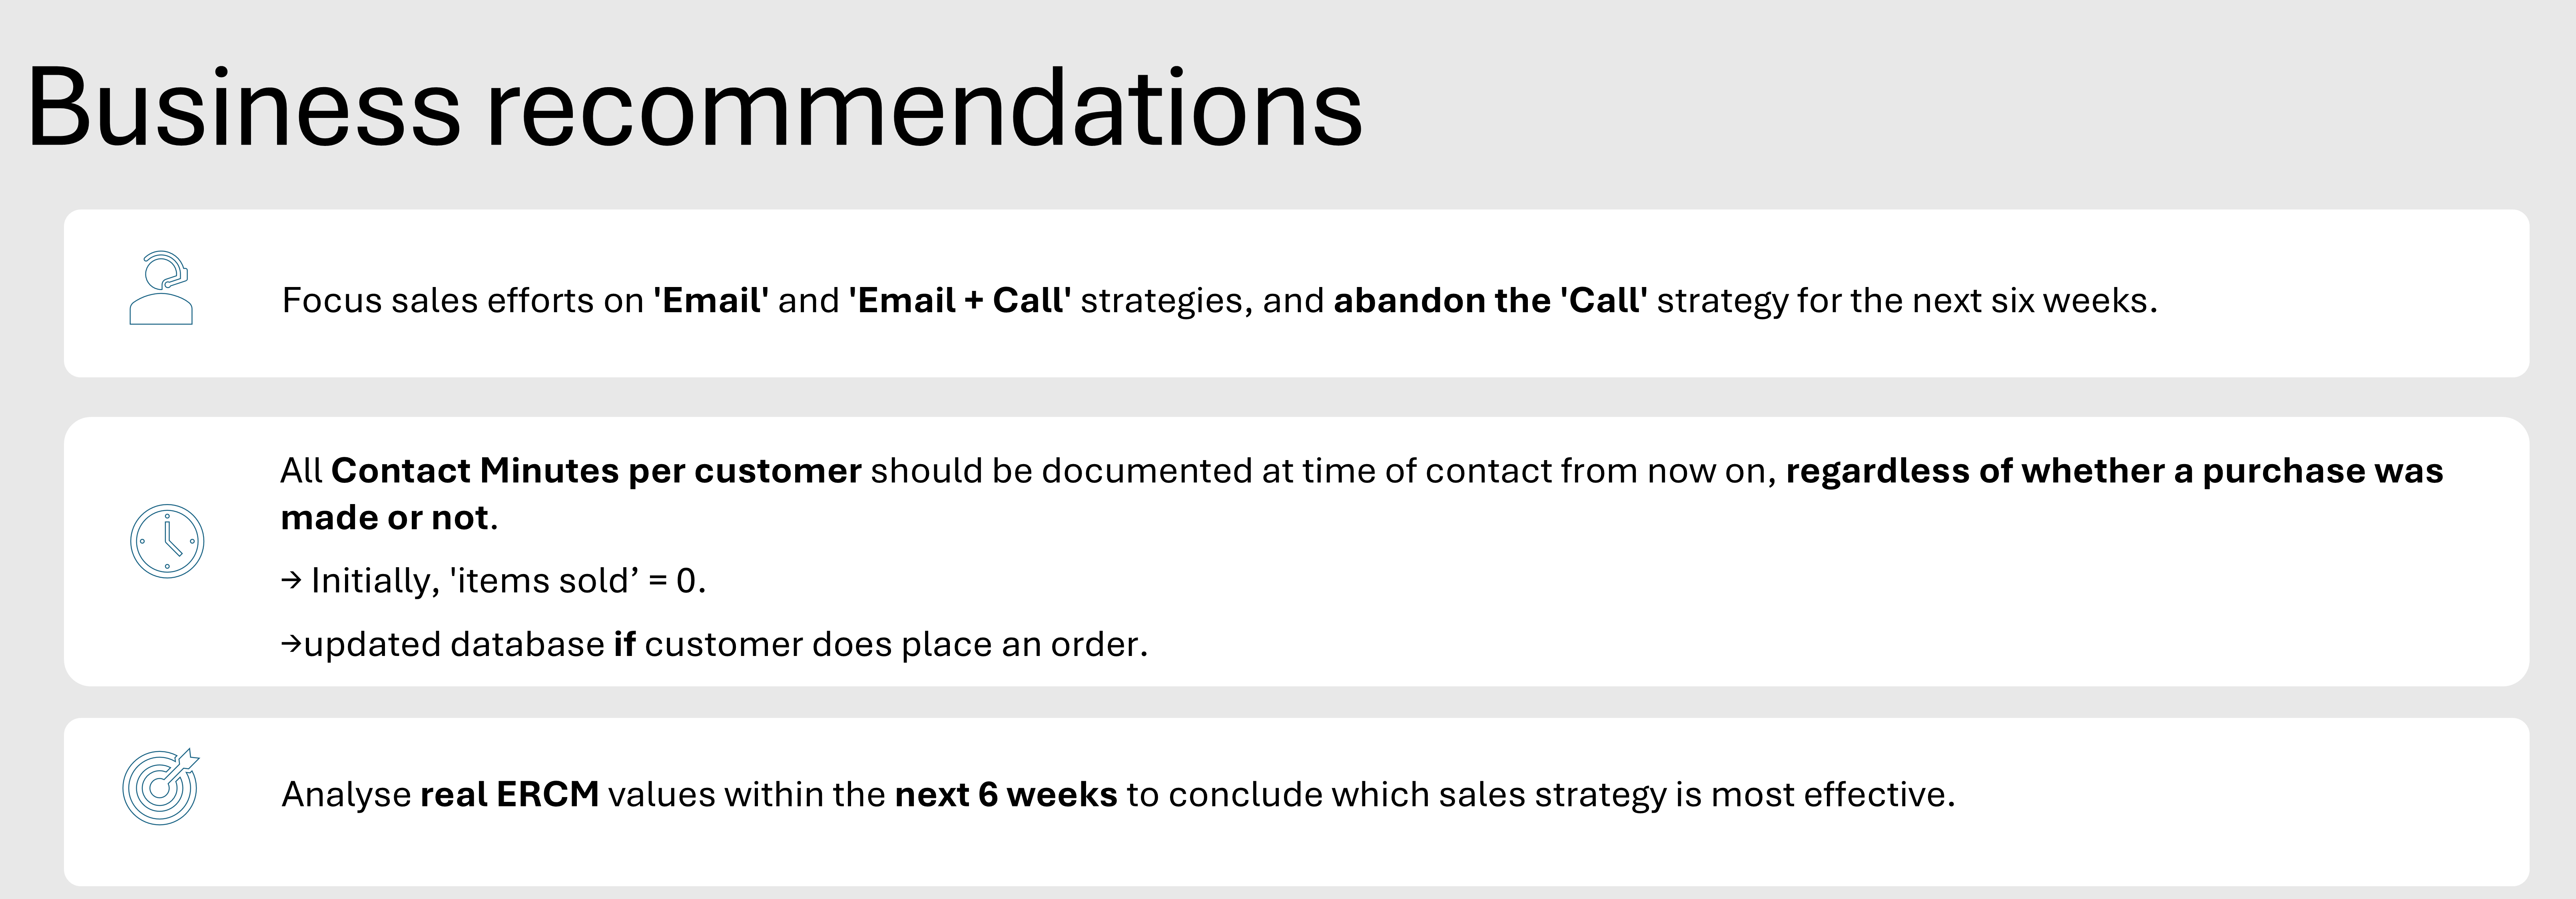 Business recommendations
Focus sales efforts on 'Email' and 'Email + Call' strategies, and abandon the 'Call' strategy for the next six weeks.
All Contact Minutes per customer should be documented at time of contact from now on, regardless of whether a purchase was
made or not.
→ Initially, 'items sold’ = 0.
→updated database if customer does place an order.
Analyse real ERCM values within the next 6 weeks to conclude which sales strategy is most effective.